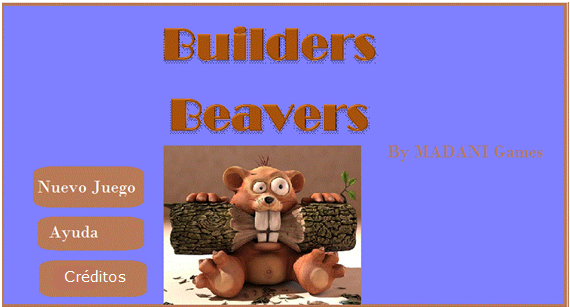 Builders
Beavers
By MADANI Games
Nuevo Juego
Ayuda
Créditos